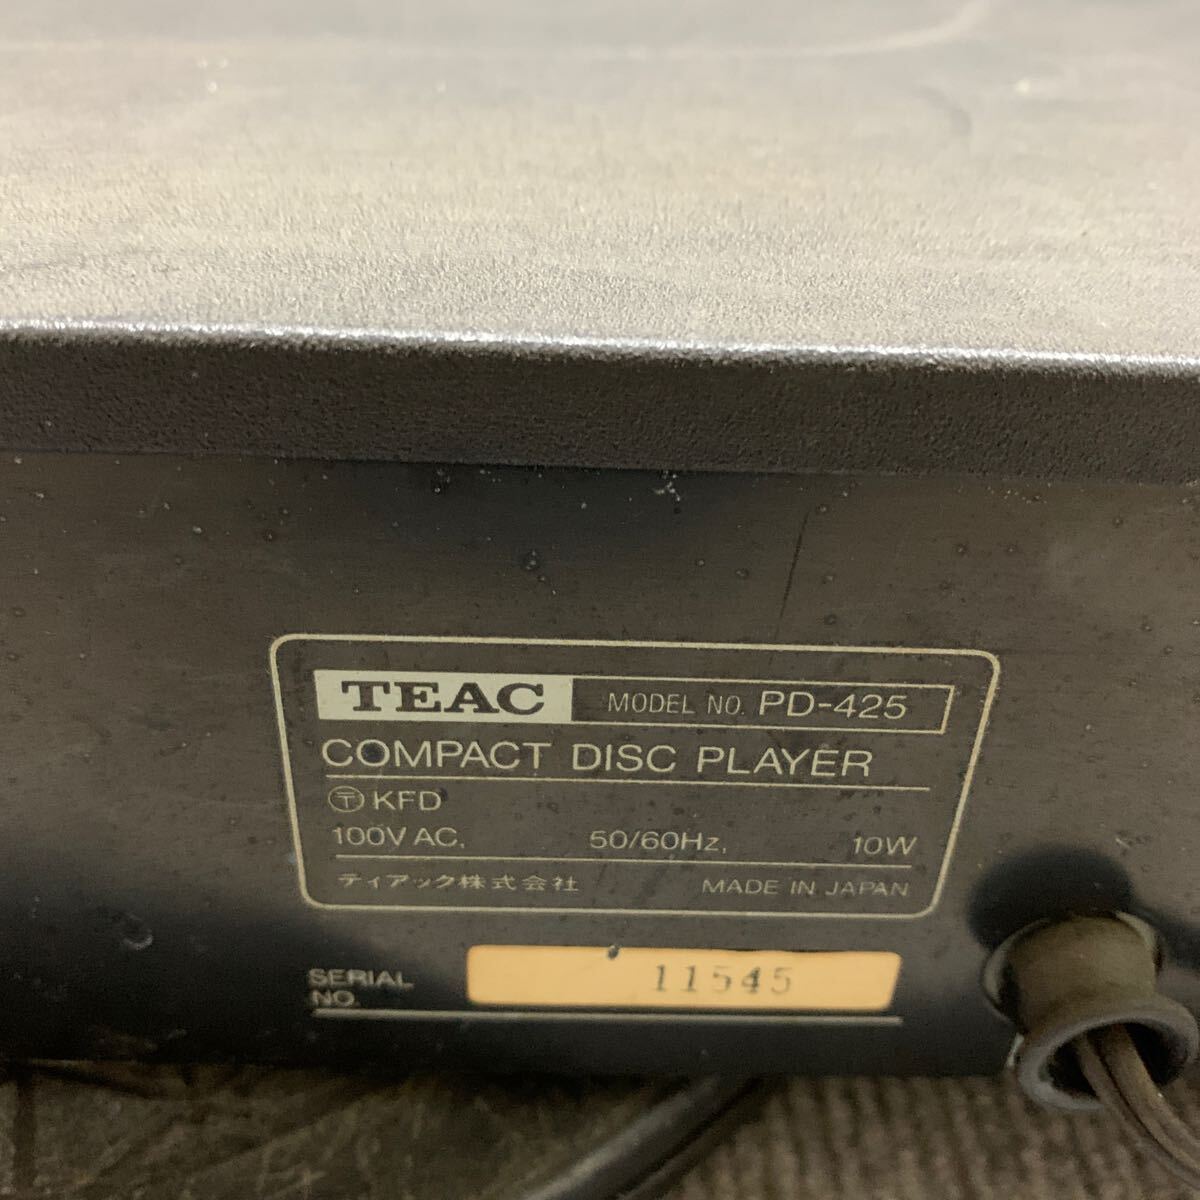 TEAC MODEL NO. PD-425
COMPACT DISC PLAYER
〒 KFD
100V AC, 50/60Hz, 10W
ティアック株式会社 MADE IN JAPAN
SERIAL NO. 11545